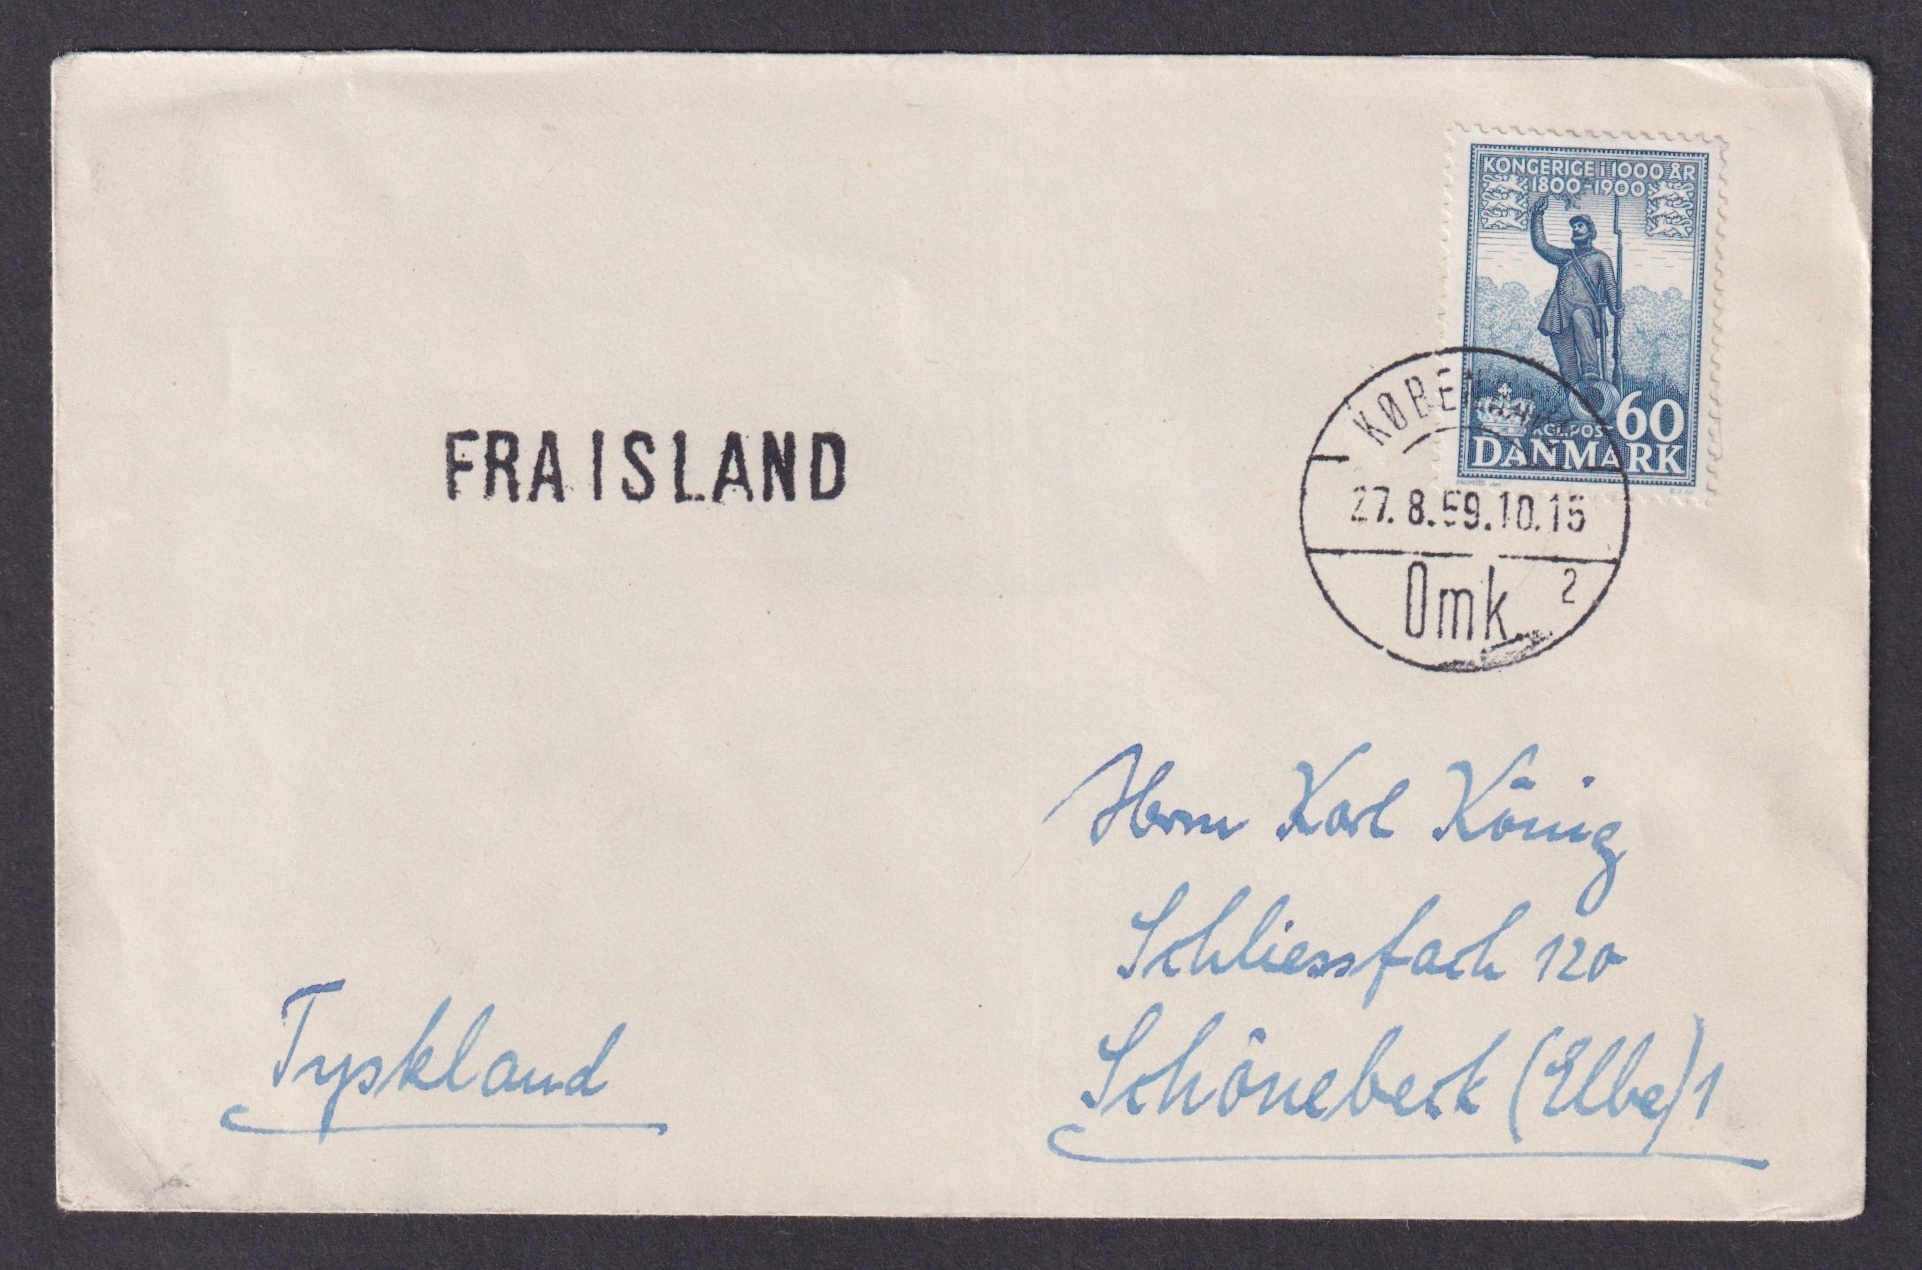 KONGERIGE I 1000 ÅR
1800-1900
60
DANMARK
27.8.59.10.15
Omk. 2
FRA ISLAND
Herrn Karl König
Schliessfach 120
Schönebeck (Elbe) 1
Tyskland